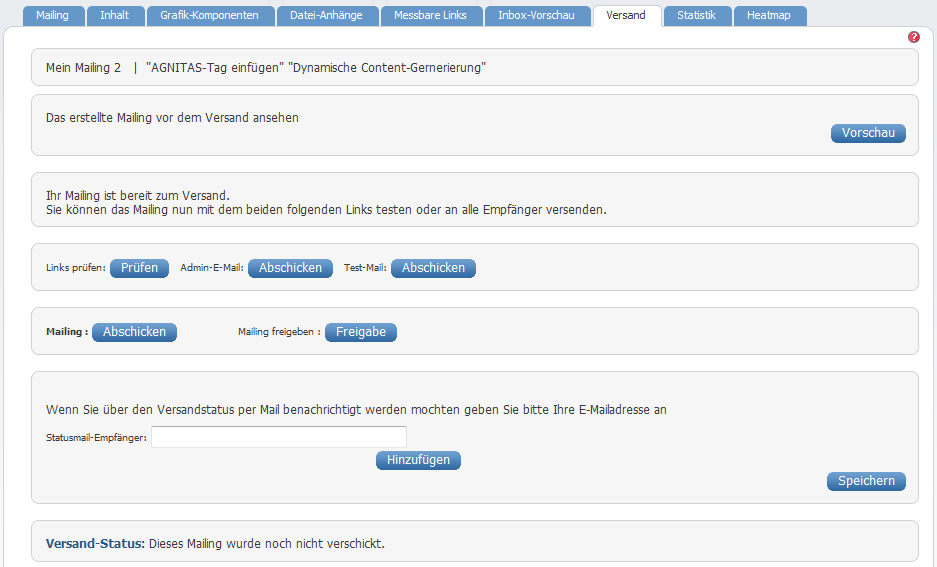 Mailing Inhalt Grafik-Komponenten Datei-Anhänge Messbare Links Inbox-Vorschau Versand Statistik Heatmap
?
Mein Mailing 2 | "AGNITAS-Tag einfügen" "Dynamische Content-Gernerierung"
Das erstellte Mailing vor dem Versand ansehen
Vorschau
Ihr Mailing ist bereit zum Versand.
Sie können das Mailing nun mit dem beiden folgenden Links testen oder an alle Empfänger versenden.
Links prüfen: Prüfen Admin-E-Mail: Abschicken Test-Mail: Abschicken
Mailing : Abschicken Mailing freigeben : Freigabe
Wenn Sie über den Versandstatus per Mail benachrichtigt werden mochten geben Sie bitte Ihre E-Mailadresse an
Statusmail-Empfänger:
Hinzufügen
Speichern
Versand-Status: Dieses Mailing wurde noch nicht verschickt.